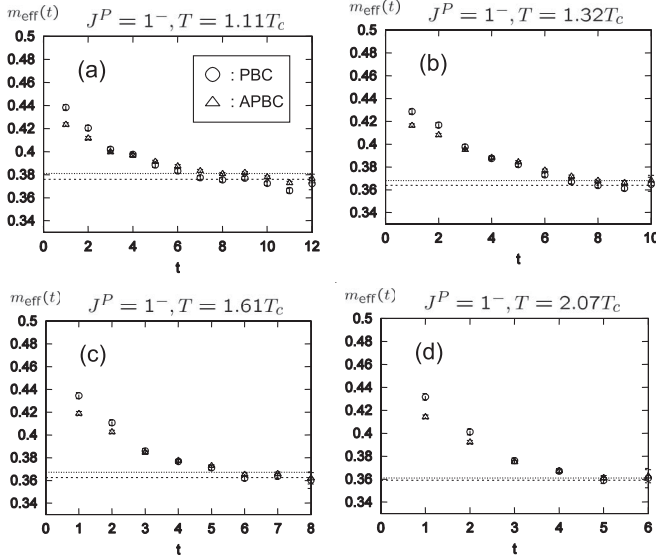 m_eff(t) J^P = 1^-, T = 1.11T_c
0.5
0.48
0.46
0.44
0.42
0.4
0.38
0.36
0.34
(a)
○ : PBC
△ : APBC
0 2 4 6 8 10 12
t
m_eff(t) J^P = 1^-, T = 1.32T_c
0.5
0.48
0.46
0.44
0.42
0.4
0.38
0.36
0.34
(b)
0 1 2 3 4 5 6 7 8 9 10
t
m_eff(t) J^P = 1^-, T = 1.61T_c
0.5
0.48
0.46
0.44
0.42
0.4
0.38
0.36
0.34
(c)
0 1 2 3 4 5 6 7 8
t
m_eff(t) J^P = 1^-, T = 2.07T_c
0.5
0.48
0.46
0.44
0.42
0.4
0.38
0.36
0.34
(d)
0 1 2 3 4 5 6
t